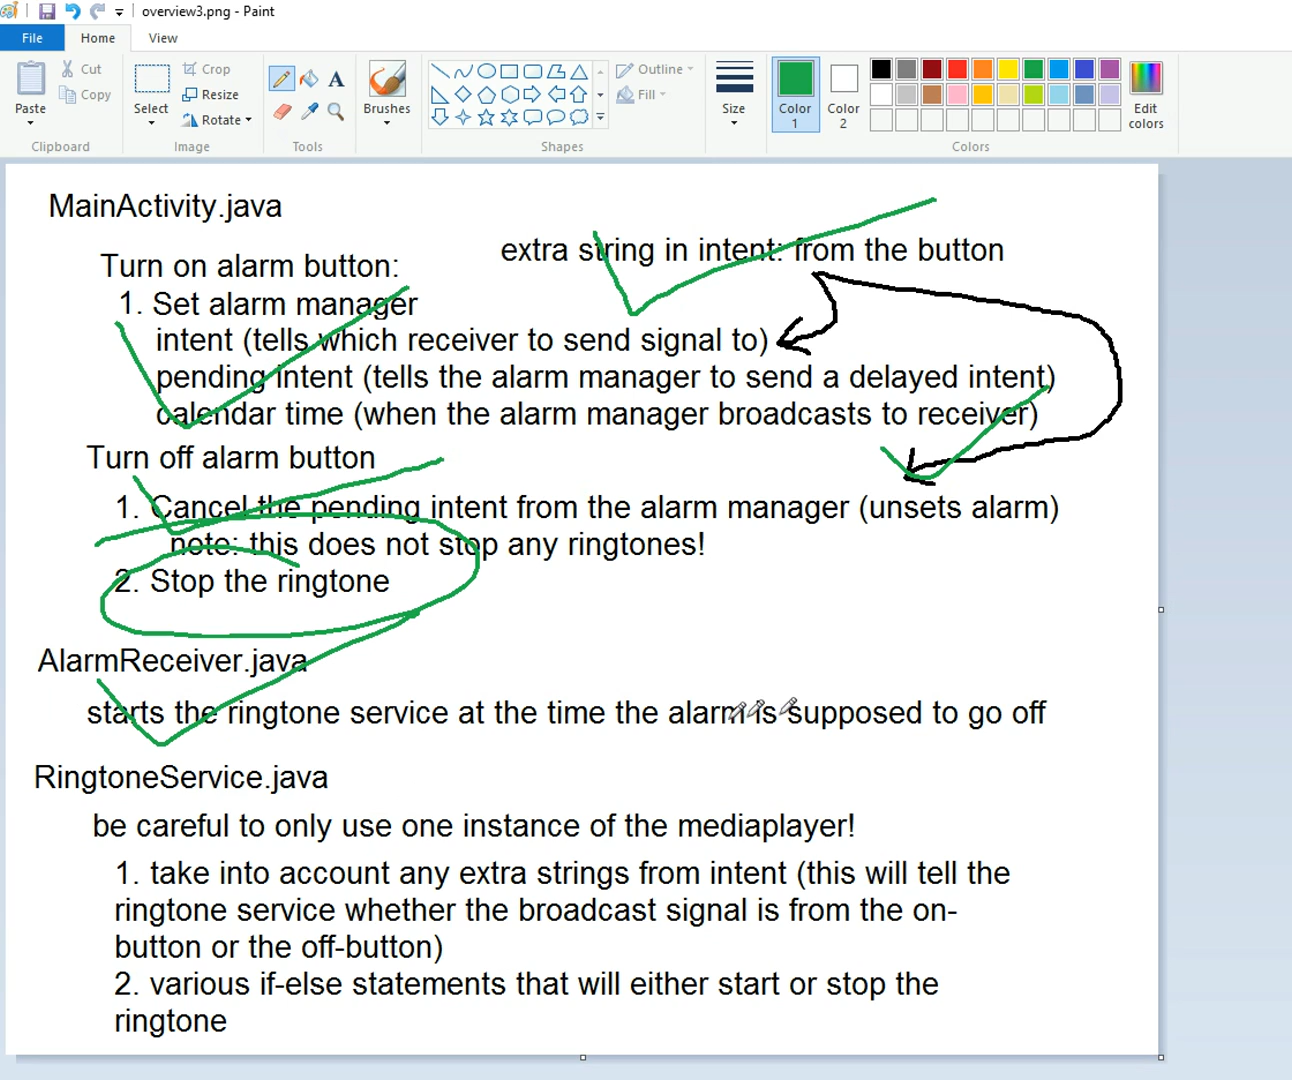 overview3.png - Paint
File Home View
Paste
Cut
Copy
Clipboard
Select
Crop
Resize
Rotate
Image
A
Tools
Brushes
Outline
Fill
Shapes
Size
Color 1
Color 2
Edit colors
Colors
MainActivity.java
extra string in intent: from the button
Turn on alarm button:
1. Set alarm manager
intent (tells which receiver to send signal to)
pending intent (tells the alarm manager to send a delayed intent)
calendar time (when the alarm manager broadcasts to receiver)
Turn off alarm button
1. Cancel the pending intent from the alarm manager (unsets alarm)
note: this does not stop any ringtones!
2. Stop the ringtone
AlarmReceiver.java
starts the ringtone service at the time the alarm is supposed to go off
RingtoneService.java
be careful to only use one instance of the mediaplayer!
1. take into account any extra strings from intent (this will tell the
ringtone service whether the broadcast signal is from the on-
button or the off-button)
2. various if-else statements that will either start or stop the
ringtone